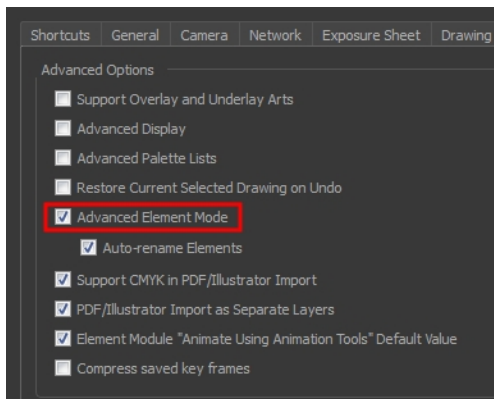 Shortcuts General Camera Network Exposure Sheet Drawing
Advanced Options
Support Overlay and Underlay Arts
Advanced Display
Advanced Palette Lists
Restore Current Selected Drawing on Undo
Advanced Element Mode
Auto-rename Elements
Support CMYK in PDF/Illustrator Import
PDF/Illustrator Import as Separate Layers
Element Module "Animate Using Animation Tools" Default Value
Compress saved key frames